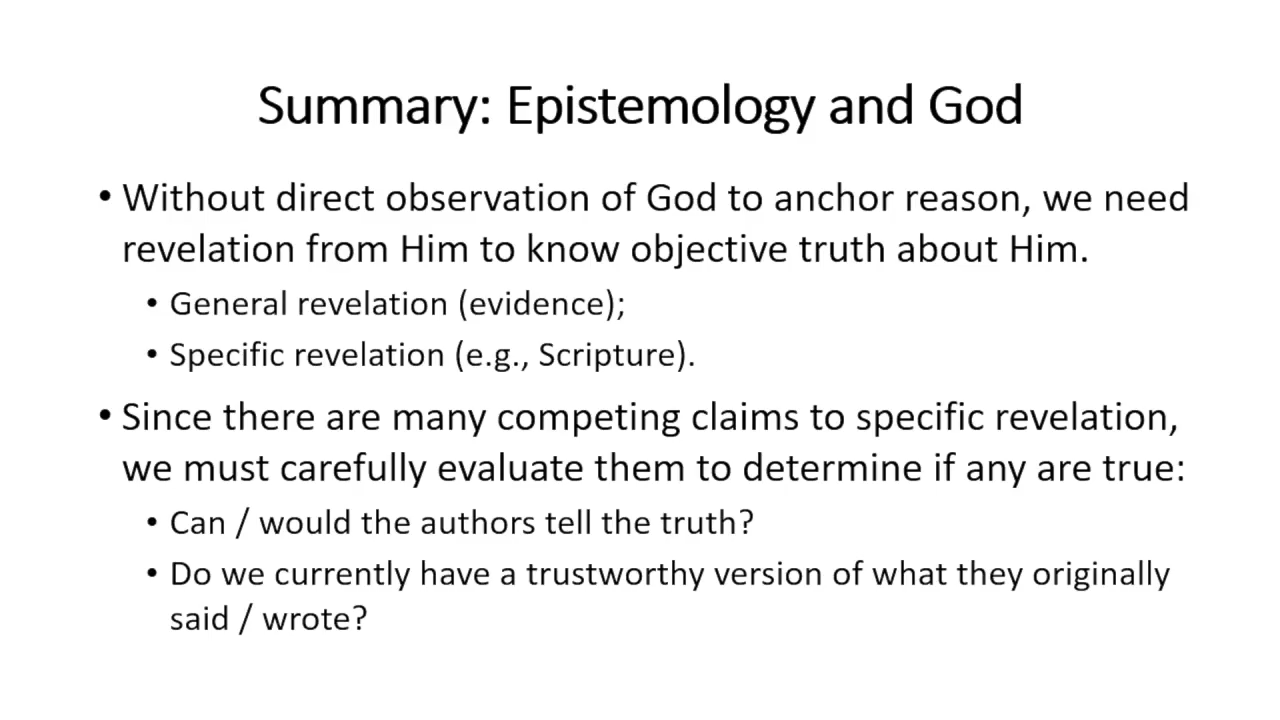 Summary: Epistemology and God
• Without direct observation of God to anchor reason, we need
revelation from Him to know objective truth about Him.
• General revelation (evidence);
• Specific revelation (e.g., Scripture).
• Since there are many competing claims to specific revelation,
we must carefully evaluate them to determine if any are true:
• Can / would the authors tell the truth?
• Do we currently have a trustworthy version of what they originally
said / wrote?